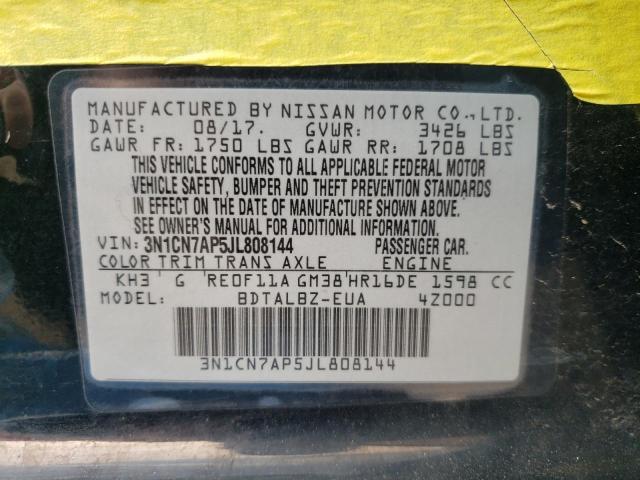 MANUFACTURED BY NISSAN MOTOR CO.,LTD.
DATE 08/17. GVWR: 3426 LBS
GAWR FR: 1750 LBS GAWR RR: 1708 LBS
THIS VEHICLE CONFORMS TO ALL APPLICABLE FEDERAL MOTOR
VEHICLE SAFETY, BUMPER AND THEFT PREVENTION STANDARDS
IN EFFECT ON THE DATE OF MANUFACTURE SHOWN ABOVE.
SEE OWNER'S MANUAL FOR ADDITIONAL INFORMATION.
VIN: 3N1CN7AP5JL808144 PASSENGER CAR.
COLOR TRIM TRANS AXLE ENGINE
KH3 G RE0F11A GM38 HR16DE 1598 CC
MODEL: BDTALBZ-EUA 4Z000
3N1CN7AP5JL808144